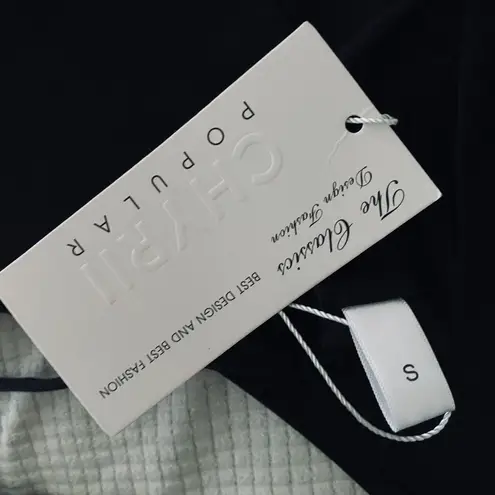 The Classics
Design Fashion
CHYRII
POPULAR
BEST DESIGN AND BEST FASHION
S